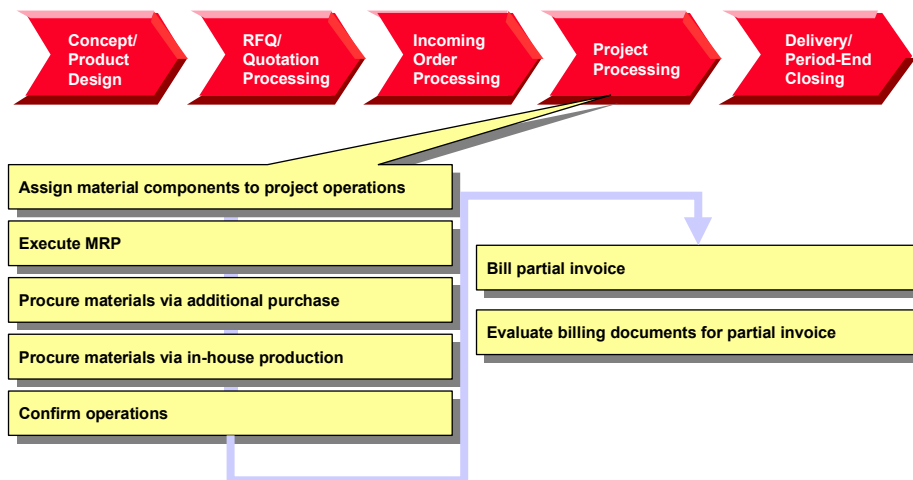 Concept/
Product
Design
RFQ/
Quotation
Processing
Incoming
Order
Processing
Project
Processing
Delivery/
Period-End
Closing
Assign material components to project operations
Execute MRP
Procure materials via additional purchase
Procure materials via in-house production
Confirm operations
Bill partial invoice
Evaluate billing documents for partial invoice